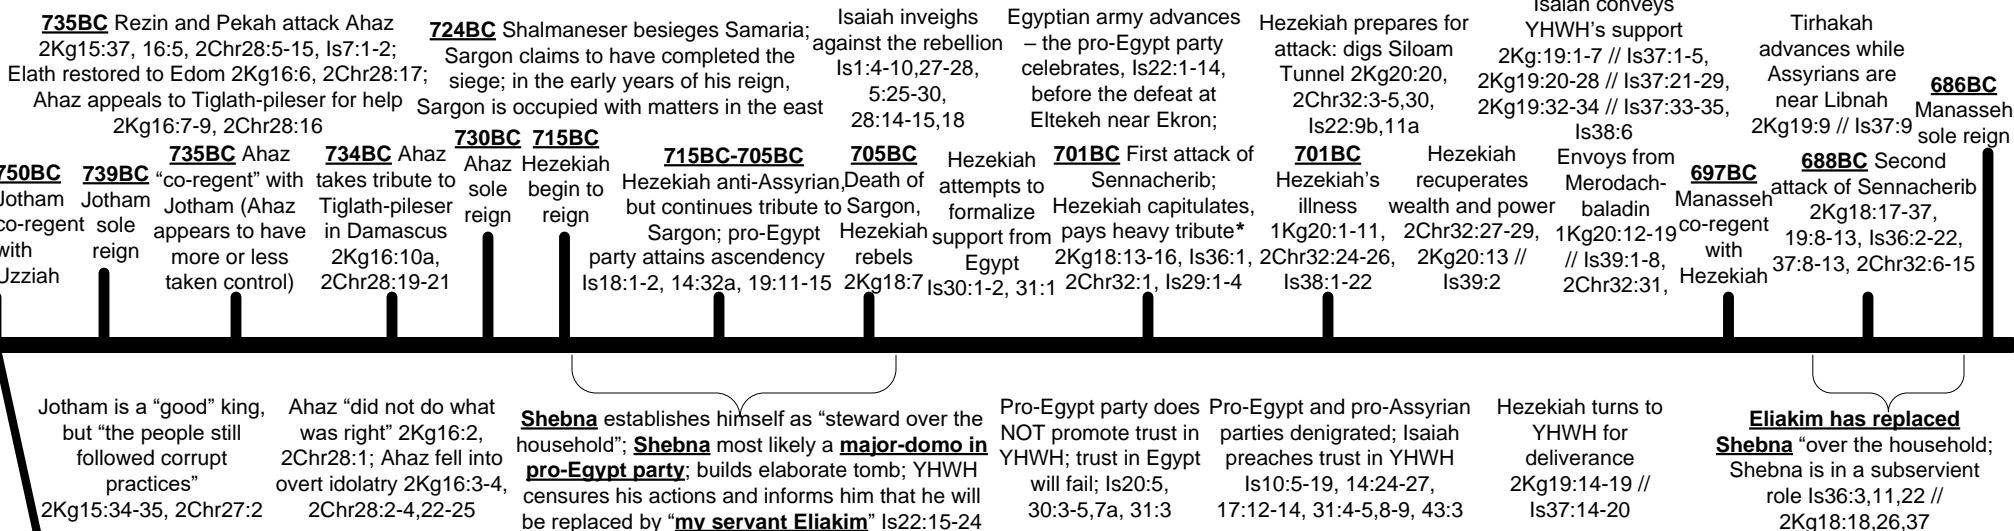 735BC Rezin and Pekah attack Ahaz
2Kg15:37, 16:5, 2Chr28:5-15, Is7:1-2;
Elath restored to Edom 2Kg16:6, 2Chr28:17;
Ahaz appeals to Tiglath-pileser for help
2Kg16:7-9, 2Chr28:16
724BC Shalmaneser besieges Samaria;
Sargon claims to have completed the
siege; in the early years of his reign,
Sargon is occupied with matters in the east
Isaiah inveighs
against the rebellion
Is1:4-10,27-28,
5:25-30,
28:14-15,18
Egyptian army advances
– the pro-Egypt party
celebrates, Is22:1-14,
before the defeat at
Eltekeh near Ekron;
Hezekiah prepares for
attack: digs Siloam
Tunnel 2Kg20:20,
2Chr32:3-5,30,
Is22:9b,11a
Isaiah conveys
YHWH's support
2Kg:19:1-7 // Is37:1-5,
2Kg19:20-28 // Is37:21-29,
2Kg19:32-34 // Is37:33-35,
Is38:6
Tirhakah
advances while
Assyrians are
near Libnah
2Kg19:9 // Is37:9
686BC
Manasseh
sole reign
750BC
Jotham
co-regent
with
Uzziah
739BC
Jotham
sole
reign
735BC Ahaz
“co-regent” with
Jotham (Ahaz
appears to have
more or less
taken control)
734BC Ahaz
takes tribute to
Tiglath-pileser
in Damascus
2Kg16:10a,
2Chr28:19-21
730BC
Ahaz
sole
reign
715BC
Hezekiah
begin to
reign
715BC-705BC
Hezekiah anti-Assyrian,
but continues tribute to
Sargon; pro-Egypt
party attains ascendency
Is18:1-2, 14:32a, 19:11-15
705BC
Death of
Sargon,
Hezekiah
rebels
2Kg18:7
Hezekiah
attempts to
formalize
support from
Egypt
Is30:1-2, 31:1
701BC First attack of
Sennacherib;
Hezekiah capitulates,
pays heavy tribute*
2Kg18:13-16, Is36:1,
2Chr32:1, Is29:1-4
701BC
Hezekiah's
illness
1Kg20:1-11,
2Chr32:24-26,
Is38:1-22
Hezekiah
recuperates
wealth and power
2Chr32:27-29,
2Kg20:13 //
Is39:2
Envoys from
Merodach-
baladin
1Kg20:12-19
// Is39:1-8,
2Chr32:31,
697BC
Manasseh
co-regent
with
Hezekiah
688BC Second
attack of Sennacherib
2Kg18:17-37,
19:8-13, Is36:2-22,
37:8-13, 2Chr32:6-15
Jotham is a “good” king,
but “the people still
followed corrupt
practices”
2Kg15:34-35, 2Chr27:2
Ahaz “did not do what
was right” 2Kg16:2,
2Chr28:1; Ahaz fell into
overt idolatry 2Kg16:3-4,
2Chr28:2-4,22-25
Shebna establishes himself as “steward over the
household”; Shebna most likely a major-domo in
pro-Egypt party; builds elaborate tomb; YHWH
censures his actions and informs him that he will
be replaced by “my servant Eliakim” Is22:15-24
Pro-Egypt party does
NOT promote trust in
YHWH; trust in Egypt
will fail; Is20:5,
30:3-5,7a, 31:3
Pro-Egypt and pro-Assyrian
parties denigrated; Isaiah
preaches trust in YHWH
Is10:5-19, 14:24-27,
17:12-14, 31:4-5,8-9, 43:3
Hezekiah turns to
YHWH for
deliverance
2Kg19:14-19 //
Is37:14-20
Eliakim has replaced
Shebna “over the household;
Shebna is in a subservient
role Is36:3,11,22 //
2Kg18:18,26,37